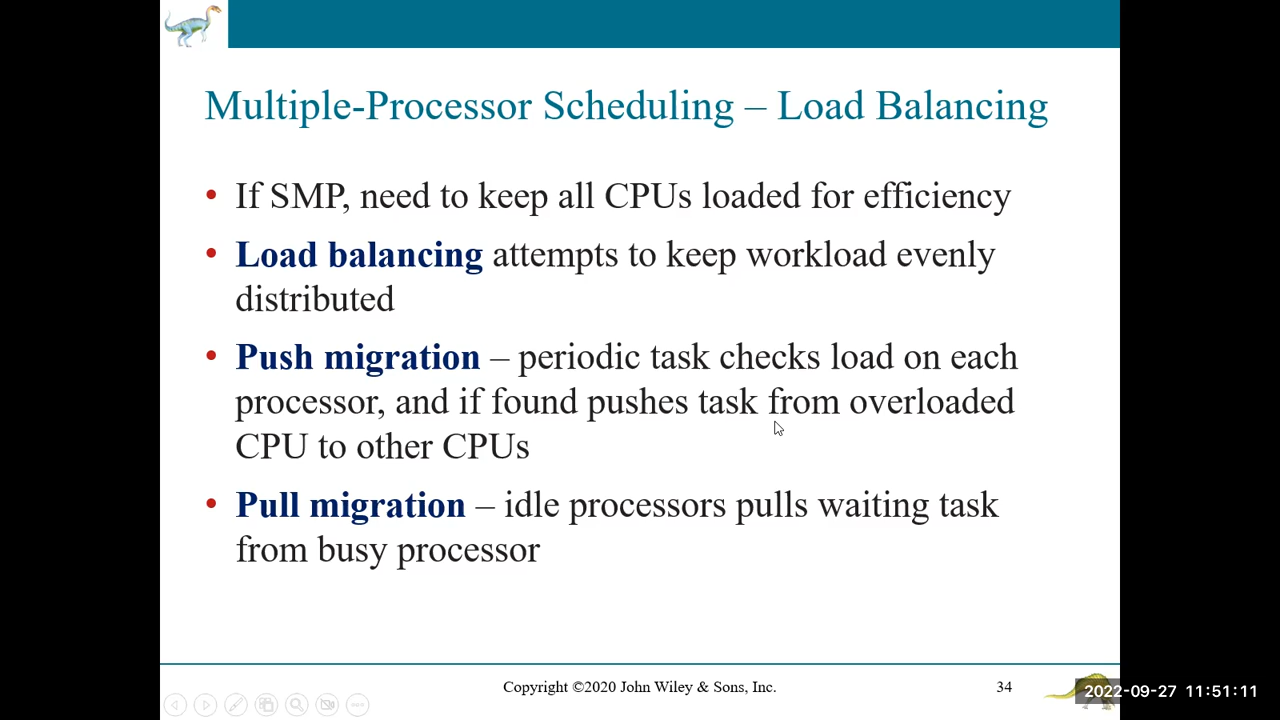 Multiple-Processor Scheduling – Load Balancing
• If SMP, need to keep all CPUs loaded for efficiency
• Load balancing attempts to keep workload evenly
distributed
• Push migration – periodic task checks load on each
processor, and if found pushes task from overloaded
CPU to other CPUs
• Pull migration – idle processors pulls waiting task
from busy processor
Copyright ©2020 John Wiley & Sons, Inc.
34
2022-09-27 11:51:11